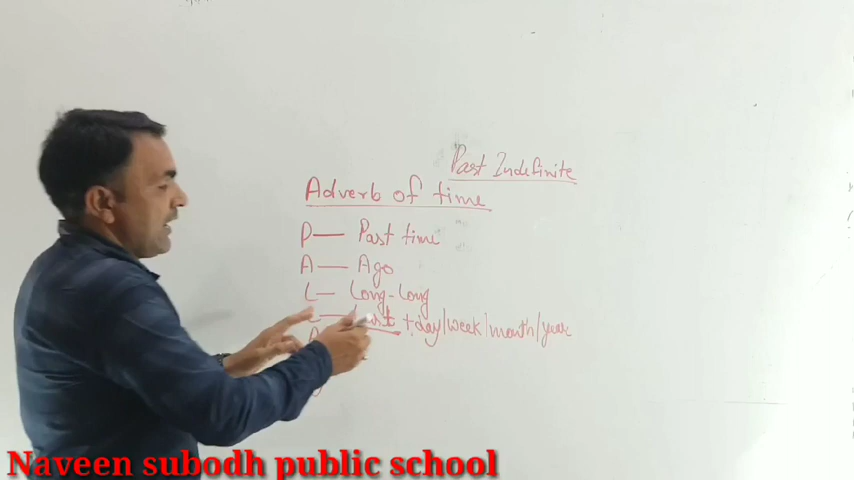 Past Indefinite
Adverb of time
P— Past time
A— Ago
L— Long-Long
L— Last +day/week/month/year
A
Naveen subodh public school